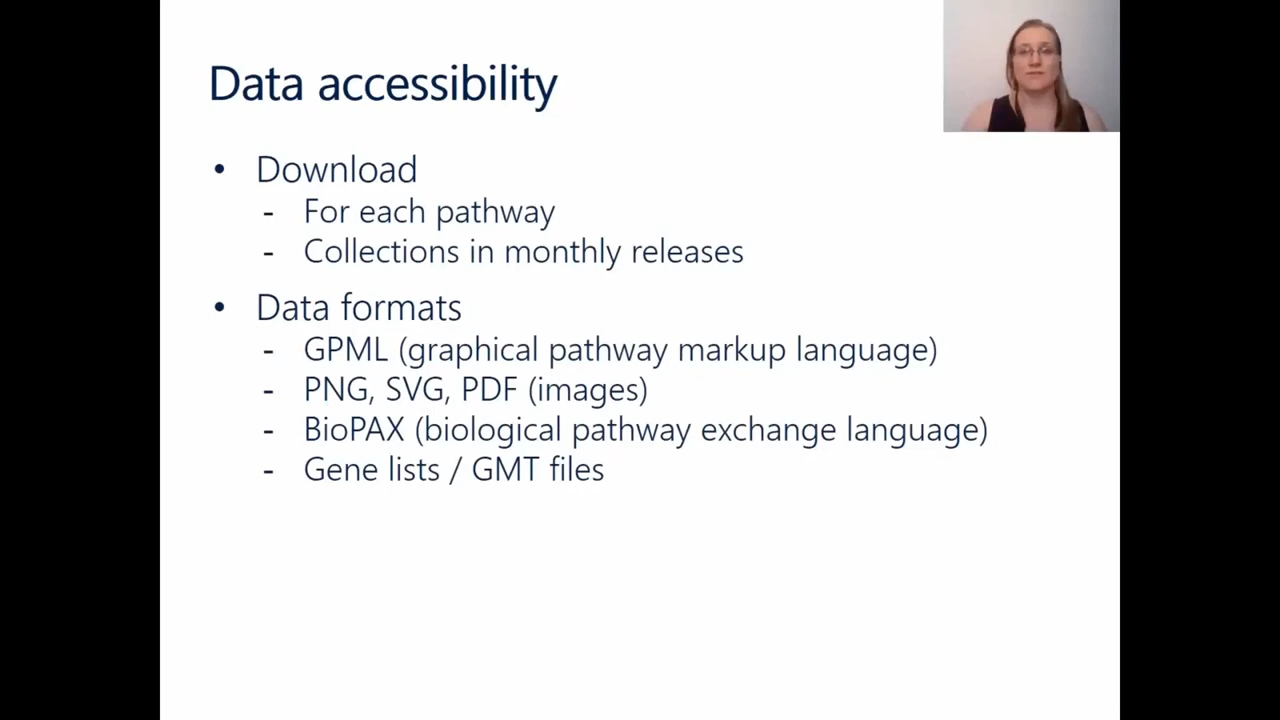 Data accessibility
• Download
- For each pathway
- Collections in monthly releases
• Data formats
- GPML (graphical pathway markup language)
- PNG, SVG, PDF (images)
- BioPAX (biological pathway exchange language)
- Gene lists / GMT files